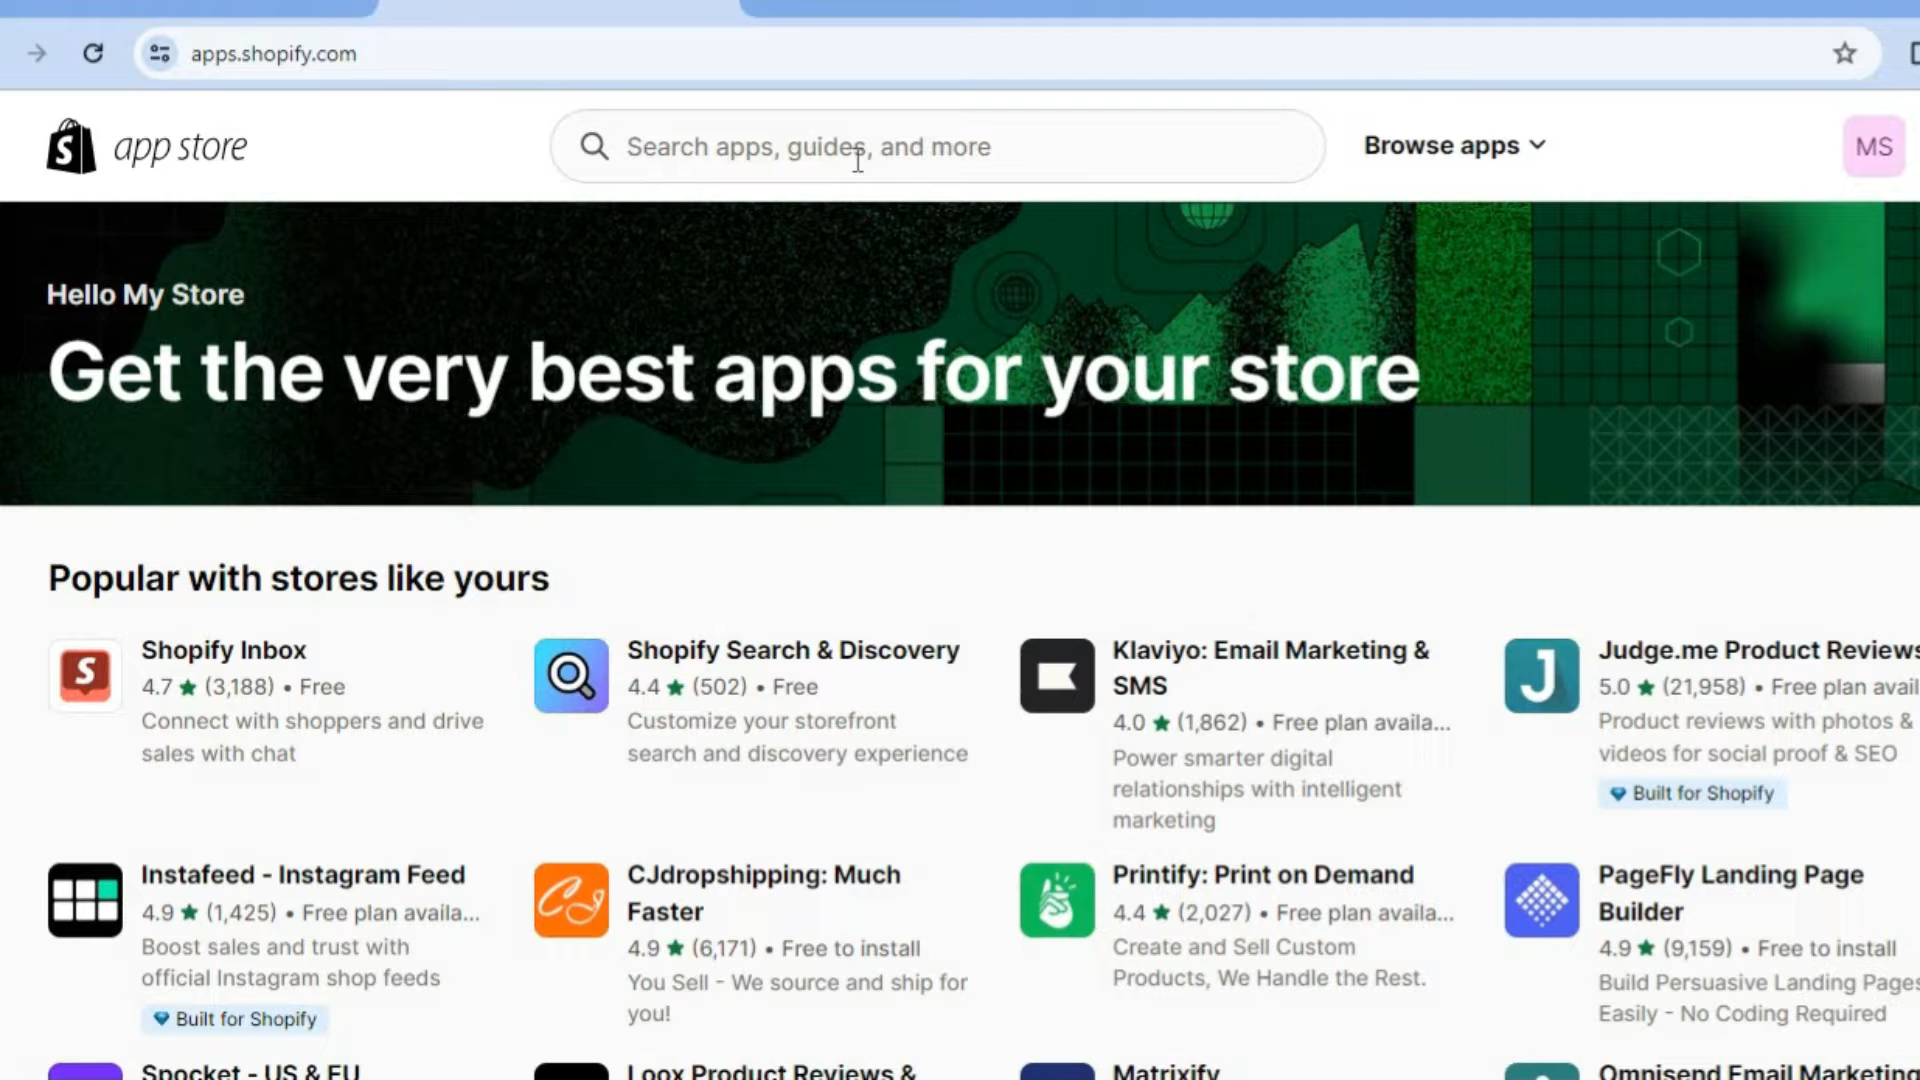 apps.shopify.com
app store
Search apps, guides, and more
Browse apps
MS
Hello My Store
Get the very best apps for your store
Popular with stores like yours
Shopify Inbox
4.7 ★ (3,188) • Free
Connect with shoppers and drive
sales with chat
Shopify Search & Discovery
4.4 ★ (502) • Free
Customize your storefront
search and discovery experience
Klaviyo: Email Marketing &
SMS
4.0 ★ (1,862) • Free plan availa...
Power smarter digital
relationships with intelligent
marketing
Judge.me Product Reviews
5.0 ★ (21,958) • Free plan avail
Product reviews with photos &
videos for social proof & SEO
Built for Shopify
Instafeed - Instagram Feed
4.9 ★ (1,425) • Free plan availa...
Boost sales and trust with
official Instagram shop feeds
Built for Shopify
CJdropshipping: Much
Faster
4.9 ★ (6,171) • Free to install
You Sell - We source and ship for
you!
Printify: Print on Demand
4.4 ★ (2,027) • Free plan availa...
Create and Sell Custom
Products, We Handle the Rest.
PageFly Landing Page
Builder
4.9 ★ (9,159) • Free to install
Build Persuasive Landing Pages
Easily - No Coding Required
Spocket - US & EU
Loox Product Reviews &
Matrixify
Omnisend Email Marketing